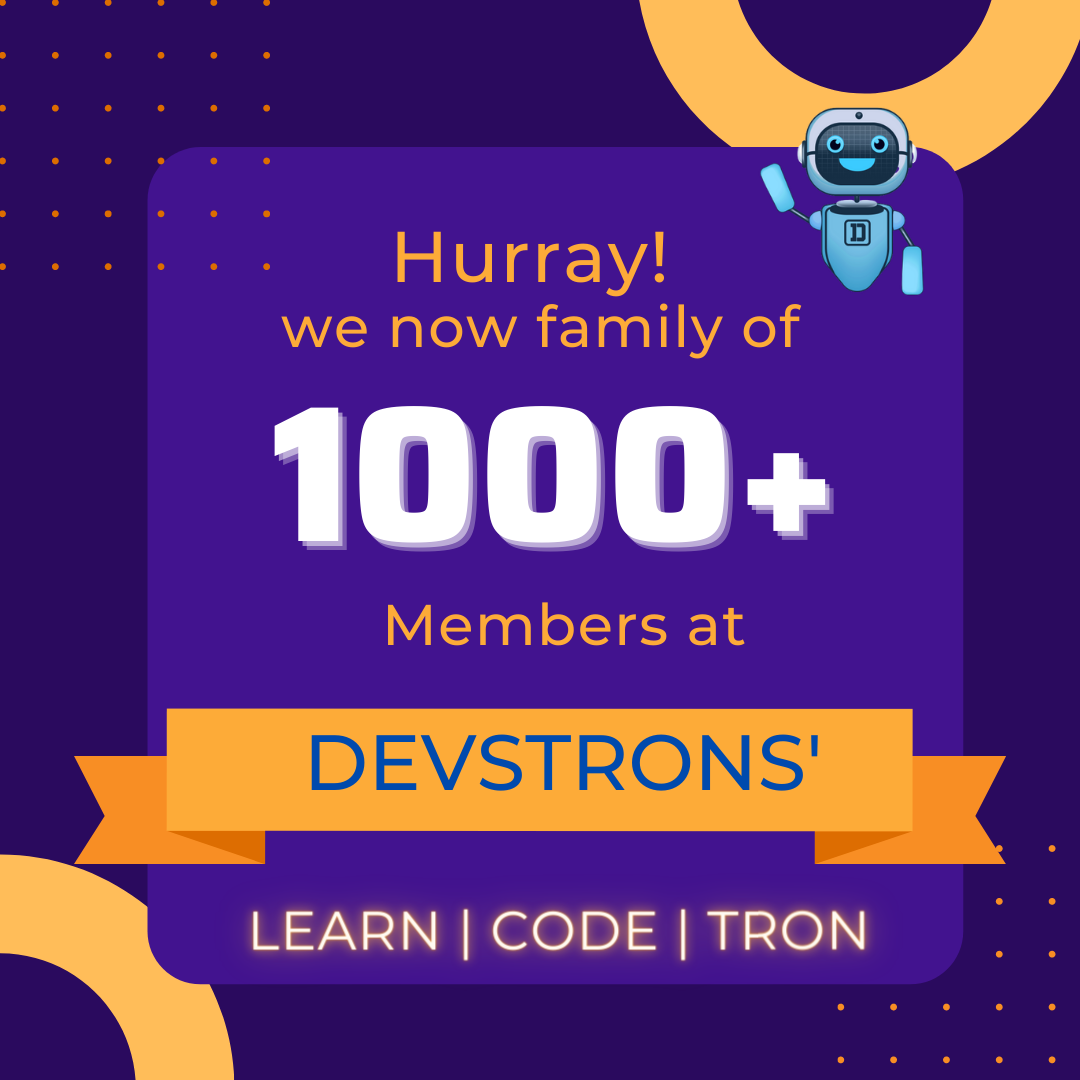 Hurray!
we now family of
1000+
Members at
DEVSTRONS'
LEARN | CODE | TRON
D